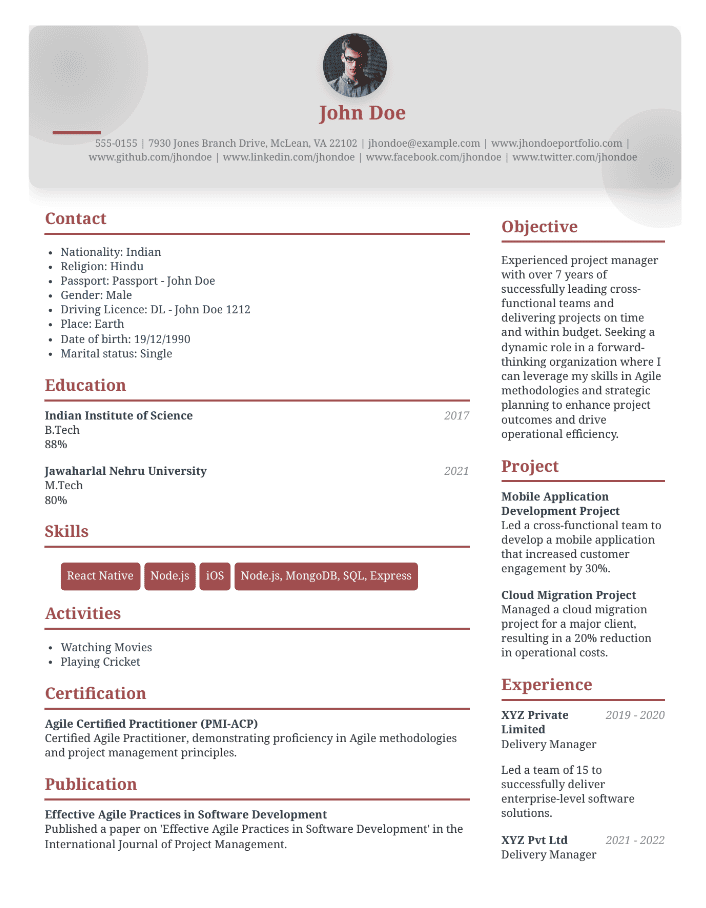 John Doe
555-0155 | 7930 Jones Branch Drive, McLean, VA 22102 | jhondoe@example.com | www.jhondoeportfolio.com |
www.github.com/jhondoe | www.linkedin.com/jhondoe | www.facebook.com/jhondoe | www.twitter.com/jhondoe
Contact
• Nationality: Indian
• Religion: Hindu
• Passport: Passport - John Doe
• Gender: Male
• Driving Licence: DL - John Doe 1212
• Place: Earth
• Date of birth: 19/12/1990
• Marital status: Single
Education
Indian Institute of Science 2017
B.Tech
88%
Jawaharlal Nehru University 2021
M.Tech
80%
Skills
React Native Node.js iOS Node.js, MongoDB, SQL, Express
Activities
• Watching Movies
• Playing Cricket
Certification
Agile Certified Practitioner (PMI-ACP)
Certified Agile Practitioner, demonstrating proficiency in Agile methodologies
and project management principles.
Publication
Effective Agile Practices in Software Development
Published a paper on 'Effective Agile Practices in Software Development' in the
International Journal of Project Management.
Objective
Experienced project manager
with over 7 years of
successfully leading cross-
functional teams and
delivering projects on time
and within budget. Seeking a
dynamic role in a forward-
thinking organization where I
can leverage my skills in Agile
methodologies and strategic
planning to enhance project
outcomes and drive
operational efficiency.
Project
Mobile Application
Development Project
Led a cross-functional team to
develop a mobile application
that increased customer
engagement by 30%.
Cloud Migration Project
Managed a cloud migration
project for a major client,
resulting in a 20% reduction
in operational costs.
Experience
XYZ Private 2019 - 2020
Limited
Delivery Manager
Led a team of 15 to
successfully deliver
enterprise-level software
solutions.
XYZ Pvt Ltd 2021 - 2022
Delivery Manager